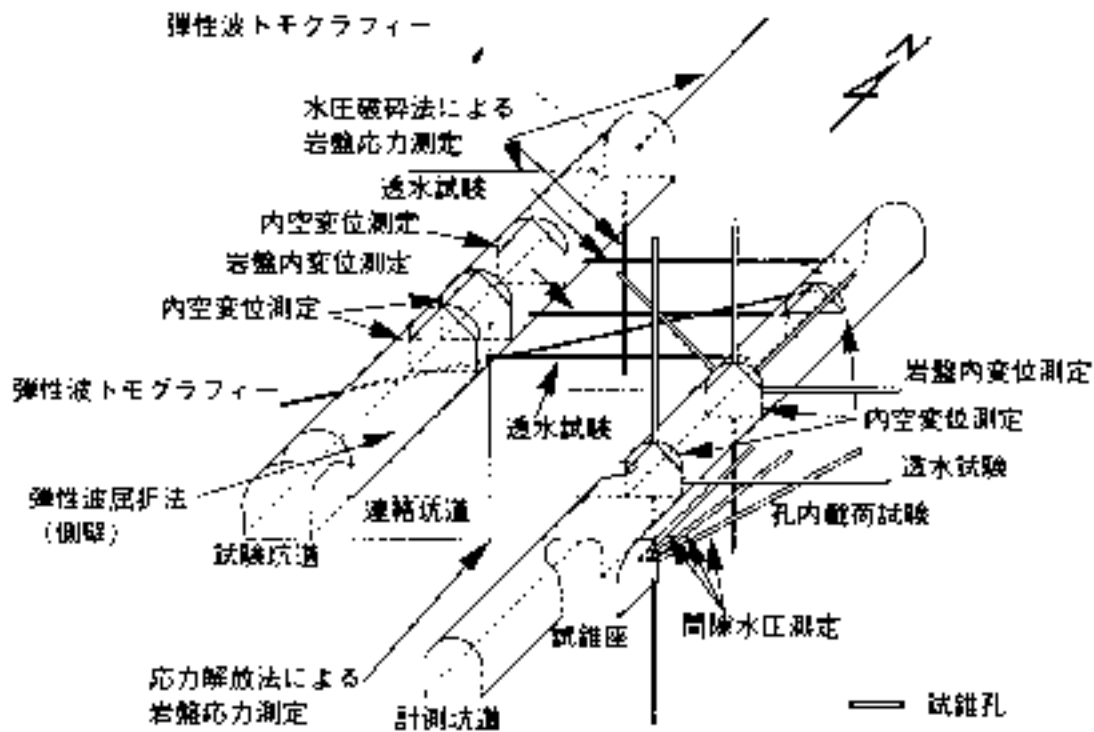 弾性波トモグラフィー
N
水圧破砕法による
岩盤応力測定
透水試験
内空変位測定
岩盤内変位測定
内空変位測定
弾性波トモグラフィー
岩盤内変位測定
内空変位測定
透水試験
透水試験
弾性波屈折法
（側壁）
連絡坑道
孔内載荷試験
試験坑道
試錐座
間隙水圧測定
応力解放法による
岩盤応力測定
計測坑道
試錐孔